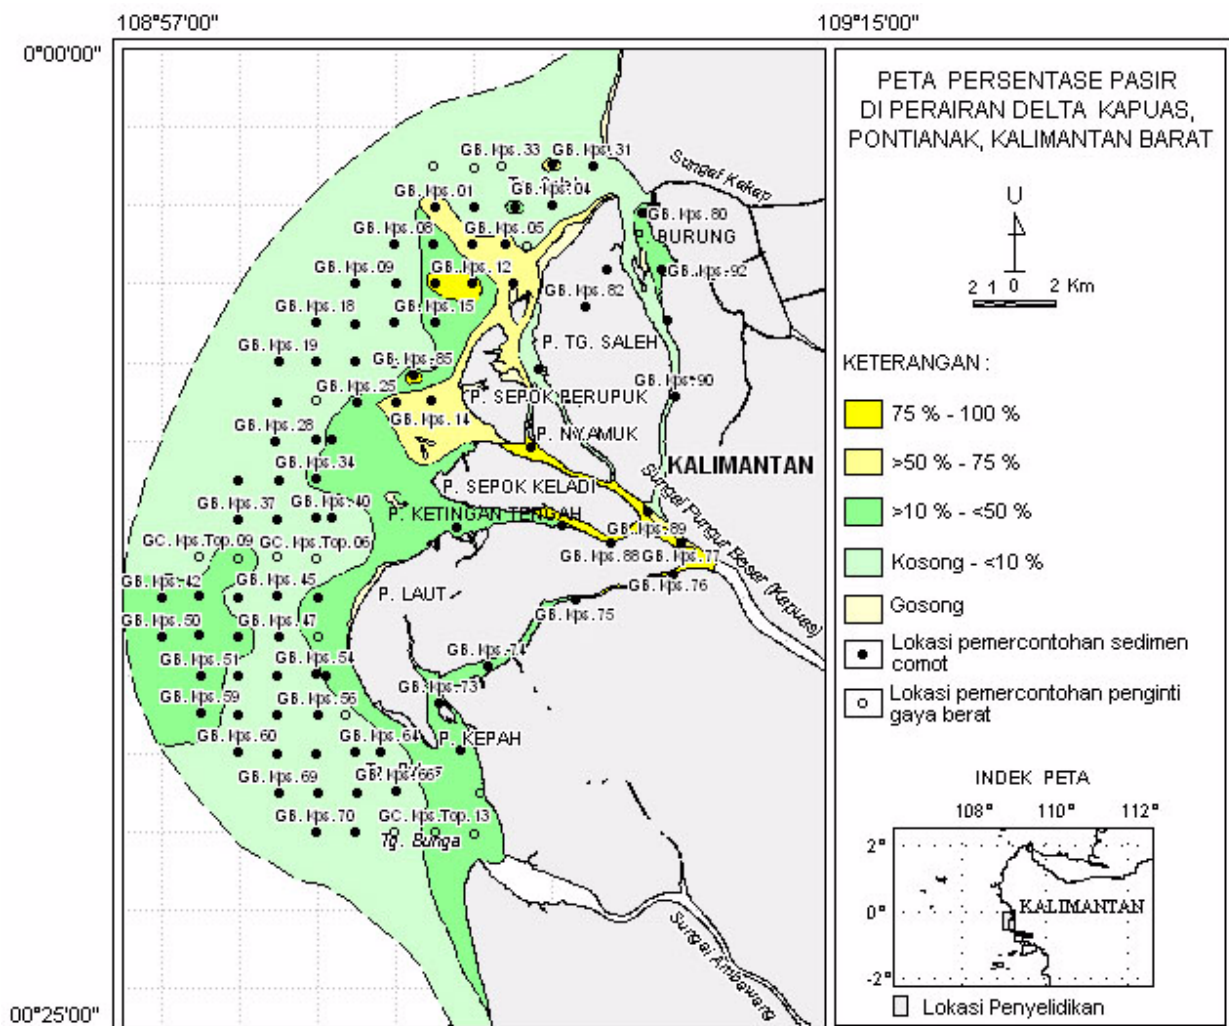 108°57'00"
109°15'00"
0°00'00"
00°25'00"
GB. kps. 33
GB. kps. 31
GB. kps. 01
GB. kps. 04
Sungai Kakap
GB. kps. 80
GB. kps. 08
GB. kps. 05
P. BURUNG
GB. kps. 09
GB. kps. 12
GB. kps. 92
GB. kps. 82
GB. kps. 18
GB. kps. 15
P. TG. SALEH
GB. kps. 19
GB. kps. 85
GB. kps. 90
GB. kps. 25
P. SEPOK PERUPUK
GB. kps. 14
GB. kps. 28
P. NYAMUK
GB. kps. 34
KALIMANTAN
P. SEPOK KELADI
GB. kps. 37
GB. kps. 40
P. KETINGAN TENGAH
Sungai Pungur Besar (Kapuas)
GB. kps. 89
GC. kps.Top.09
GC. kps.Top.06
GB. kps. 88
GB. kps. 77
GB. kps. 42
GB. kps. 45
GB. kps. 76
P. LAUT
GB. kps. 75
GB. kps. 50
GB. kps. 47
GB. kps. 51
GB. kps. 54
GB. kps. 74
GB. kps. 59
GB. kps. 56
GB. kps. 73
GB. kps. 60
GB. kps. 64
P. KEPAH
GB. kps. 69
GB. kps. 66
GB. kps. 70
GC. kps.Top.13
Tg. Bunga
Sungai Ambawang
PETA PERSENTASE PASIR
DI PERAIRAN DELTA KAPUAS,
PONTIANAK, KALIMANTAN BARAT
U
2 1 0 2 Km
KETERANGAN :
75 % - 100 %
>50 % - 75 %
>10 % - <50 %
Kosong - <10 %
Gosong
Lokasi pemercontohan sedimen
comot
Lokasi pemercontohan penginti
gaya berat
INDEK PETA
108° 110° 112°
2°
0°
-2°
KALIMANTAN
Lokasi Penyelidikan